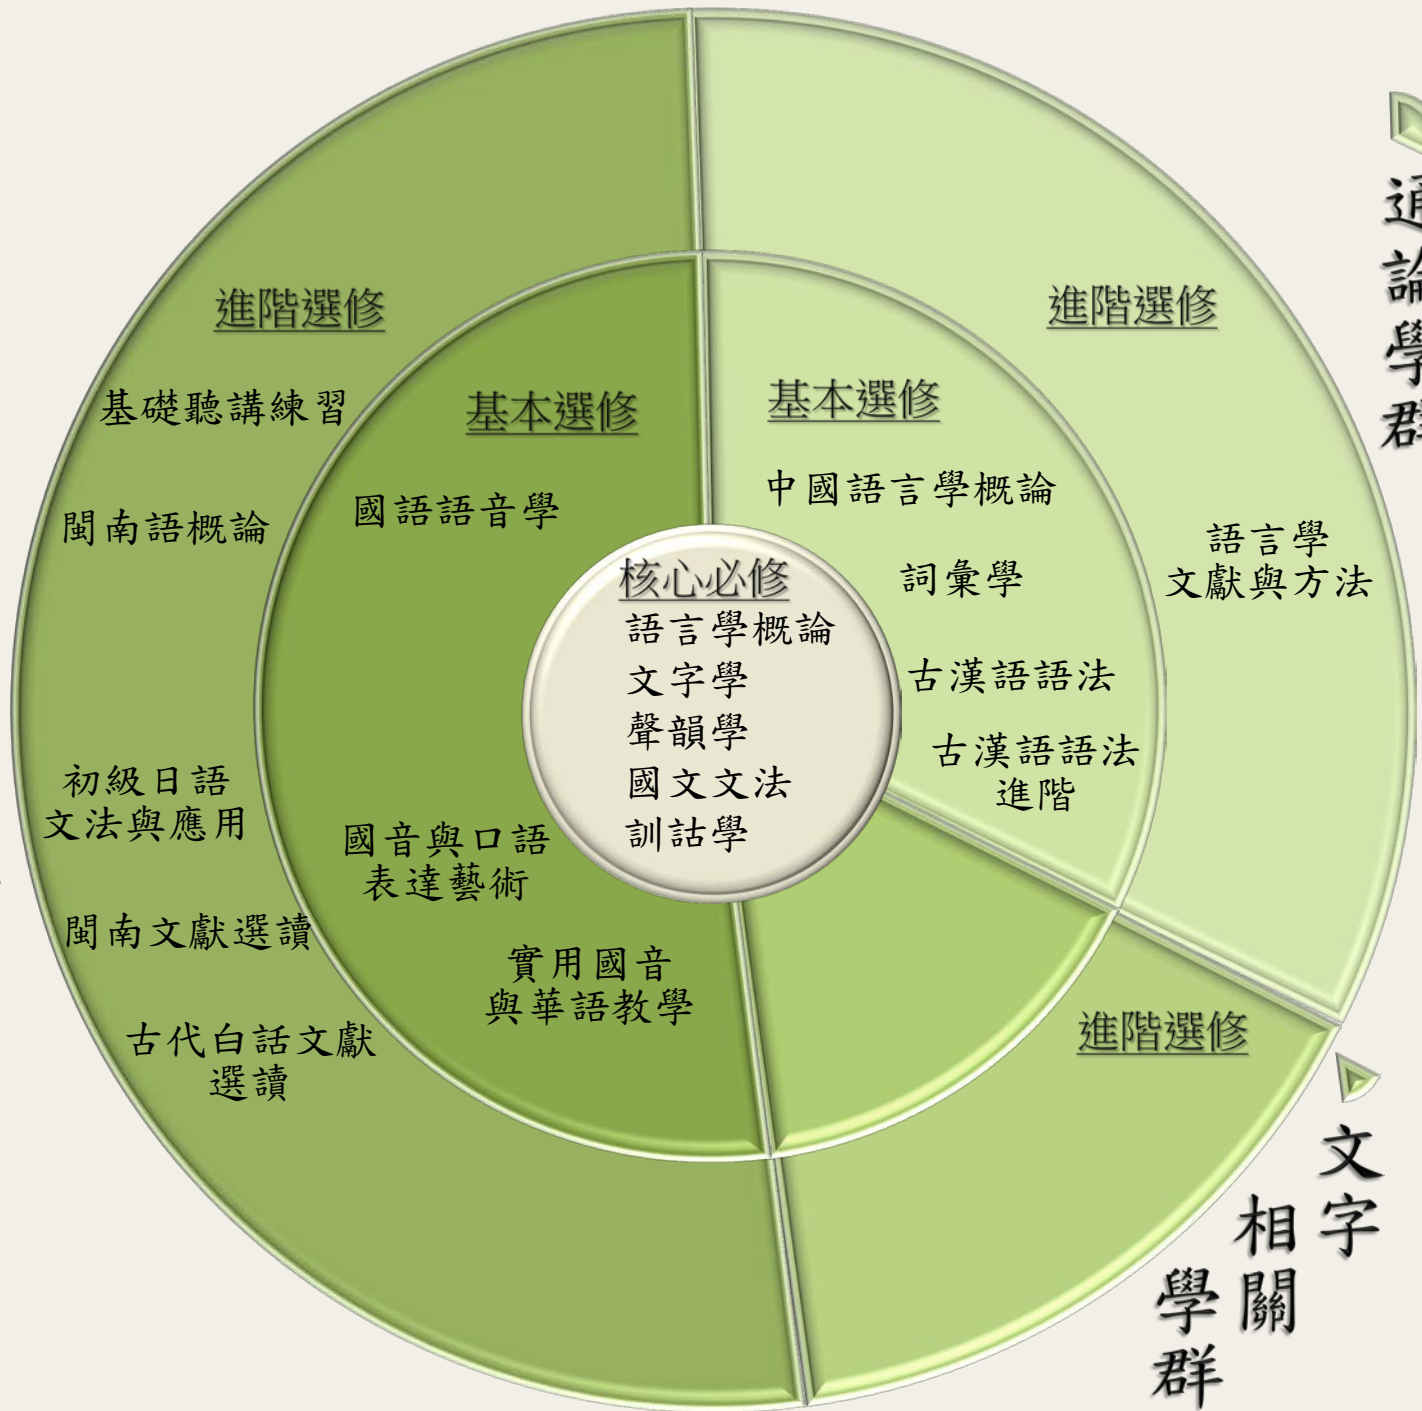 進階選修
基礎聽講練習
閩南語概論
初級日語
文法與應用
閩南文獻選讀
古代白話文獻
選讀
基本選修
國語語音學
國音與口語
表達藝術
實用國音
與華語教學
核心必修
語言學概論
文字學
聲韻學
國文文法
訓詁學
基本選修
中國語言學概論
詞彙學
古漢語語法
古漢語語法
進階
進階選修
語言學
文獻與方法
通論學群
進階選修
文字
相關
學群